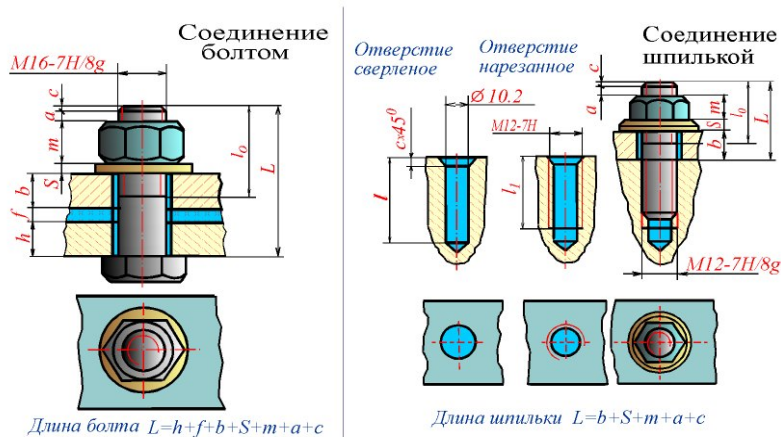 Соединение
болтом
M16-7H/8g
c
a
m
S
b
f
h
l₀
L
Длина болта L=h+f+b+S+m+a+c
Отверстие
сверленое
Отверстие
нарезанное
Соединение
шпилькой
Ø 10.2
c×45⁰
l
M12-7H
l₁
c
a
m
S
b
l₀
L
M12-7H/8g
Длина шпильки L=b+S+m+a+c